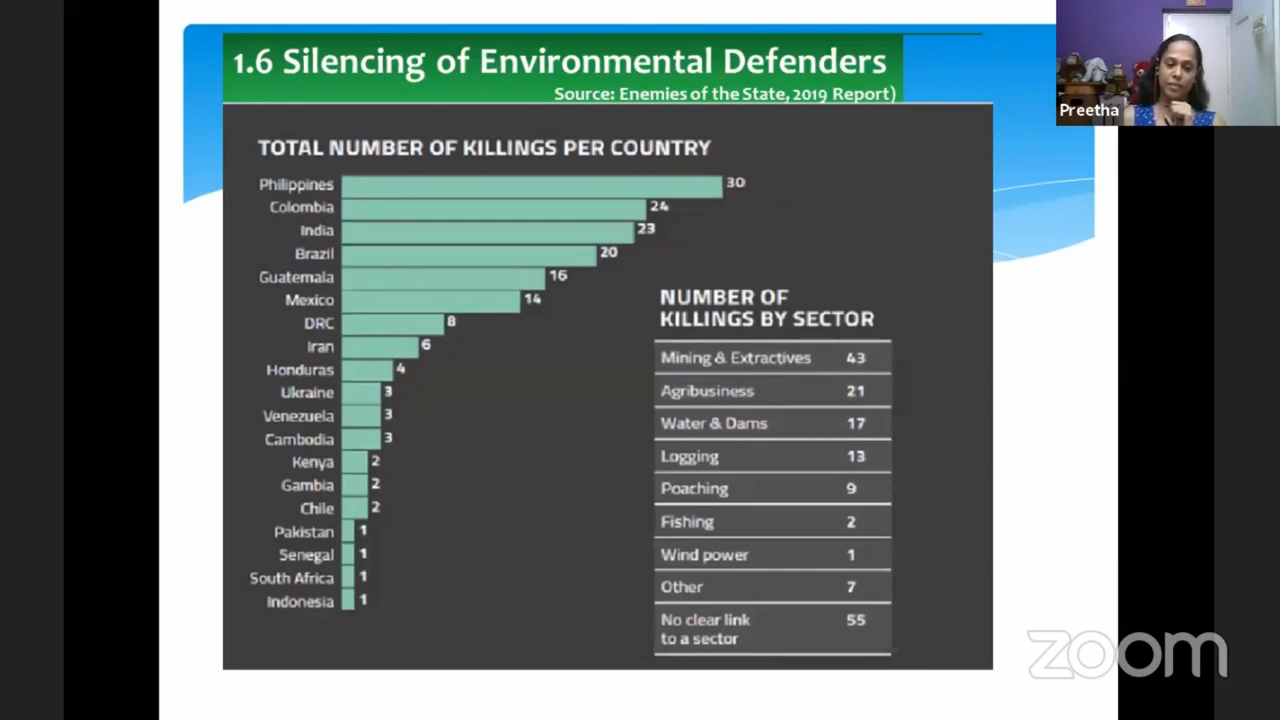 1.6 Silencing of Environmental Defenders
Source: Enemies of the State, 2019 Report)
Preetha
TOTAL NUMBER OF KILLINGS PER COUNTRY
Philippines 30
Colombia 24
India 23
Brazil 20
Guatemala 16
Mexico 14
DRC 8
Iran 6
Honduras 4
Ukraine 3
Venezuela 3
Cambodia 3
Kenya 2
Gambia 2
Chile 2
Pakistan 1
Senegal 1
South Africa 1
Indonesia 1
NUMBER OF
KILLINGS BY SECTOR
Mining & Extractives 43
Agribusiness 21
Water & Dams 17
Logging 13
Poaching 9
Fishing 2
Wind power 1
Other 7
No clear link 55
to a sector
zoom